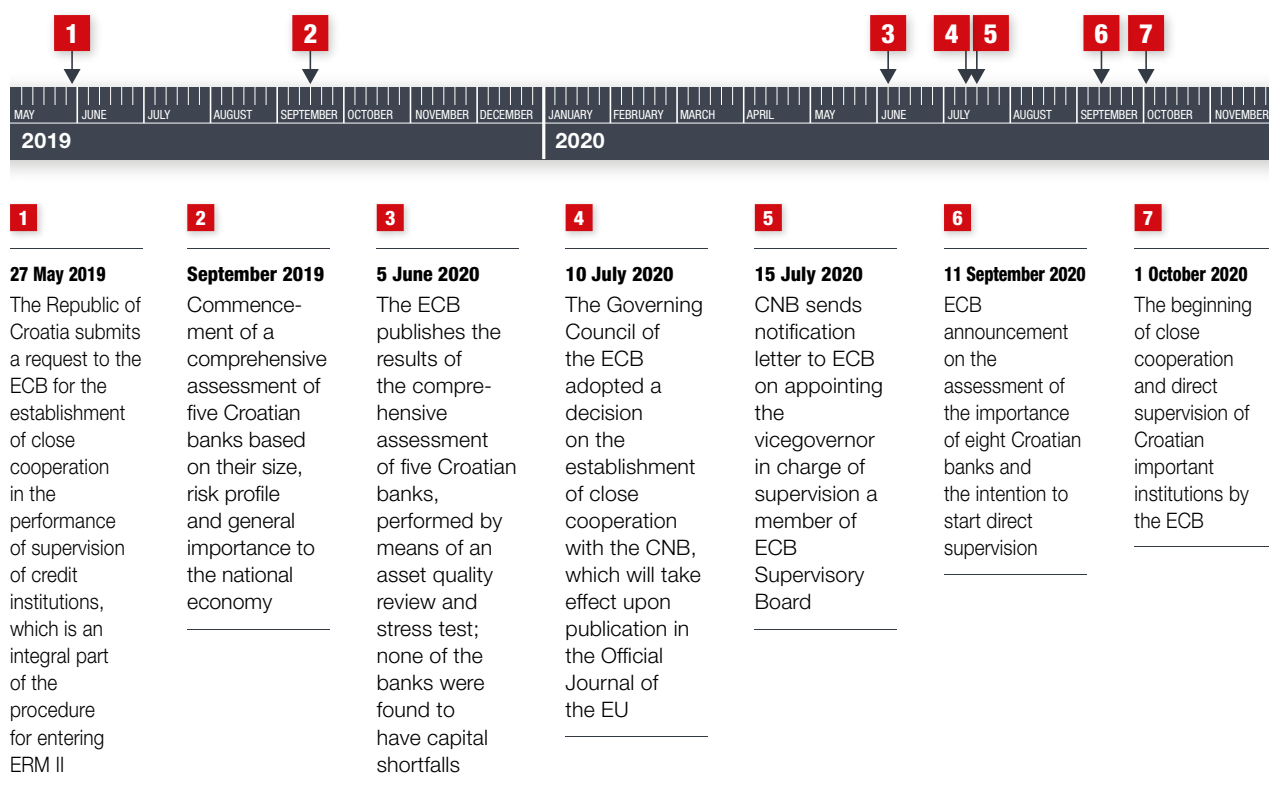 1
2
3
4
5
6
7
MAY
JUNE
JULY
AUGUST
SEPTEMBER
OCTOBER
NOVEMBER
DECEMBER
JANUARY
FEBRUARY
MARCH
APRIL
MAY
JUNE
JULY
AUGUST
SEPTEMBER
OCTOBER
NOVEMBER
2019
2020
1
27 May 2019
The Republic of
Croatia submits
a request to the
ECB for the
establishment
of close
cooperation
in the
performance
of supervision
of credit
institutions,
which is an
integral part
of the
procedure
for entering
ERM II
2
September 2019
Commence-
ment of a
comprehensive
assessment of
five Croatian
banks based
on their size,
risk profile
and general
importance to
the national
economy
3
5 June 2020
The ECB
publishes the
results of
the compre-
hensive
assessment
of five Croatian
banks,
performed by
means of an
asset quality
review and
stress test;
none of the
banks were
found to
have capital
shortfalls
4
10 July 2020
The Governing
Council of
the ECB
adopted a
decision
on the
establishment
of close
cooperation
with the CNB,
which will take
effect upon
publication in
the Official
Journal of
the EU
5
15 July 2020
CNB sends
notification
letter to ECB
on appointing
the
vicegovernor
in charge of
supervision a
member of
ECB
Supervisory
Board
6
11 September 2020
ECB
announcement
on the
assessment of
the importance
of eight Croatian
banks and
the intention to
start direct
supervision
7
1 October 2020
The beginning
of close
cooperation
and direct
supervision of
Croatian
important
institutions by
the ECB